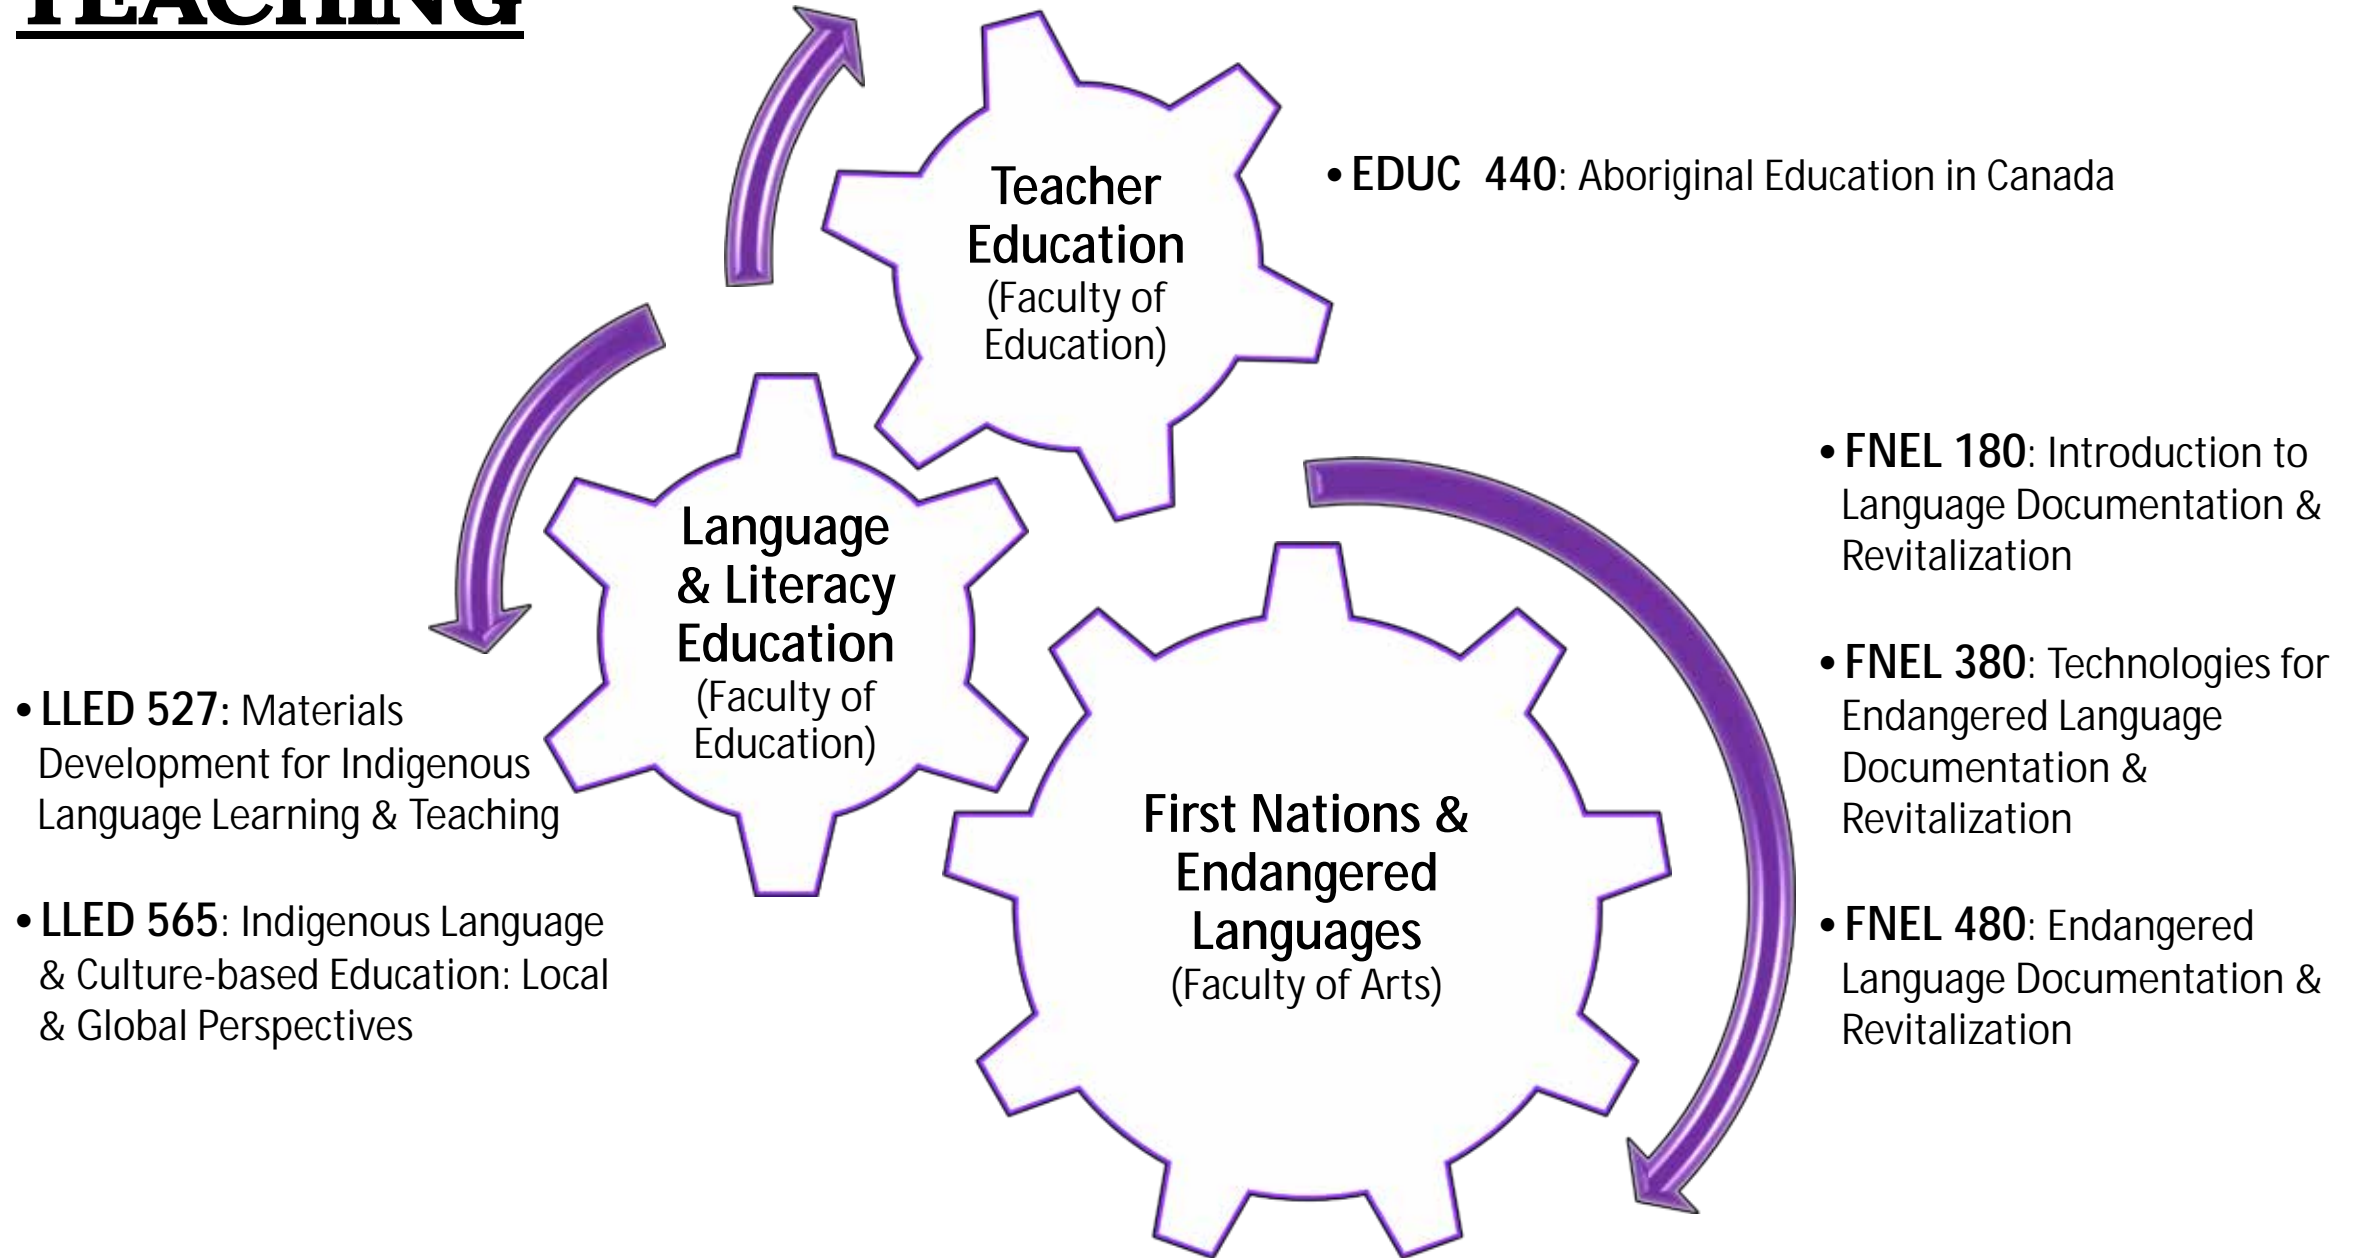 TEACHING
Teacher
Education
(Faculty of
Education)
• EDUC 440: Aboriginal Education in Canada
Language
& Literacy
Education
(Faculty of
Education)
• LLED 527: Materials
Development for Indigenous
Language Learning & Teaching
• LLED 565: Indigenous Language
& Culture-based Education: Local
& Global Perspectives
First Nations &
Endangered
Languages
(Faculty of Arts)
• FNEL 180: Introduction to
Language Documentation &
Revitalization
• FNEL 380: Technologies for
Endangered Language
Documentation &
Revitalization
• FNEL 480: Endangered
Language Documentation &
Revitalization